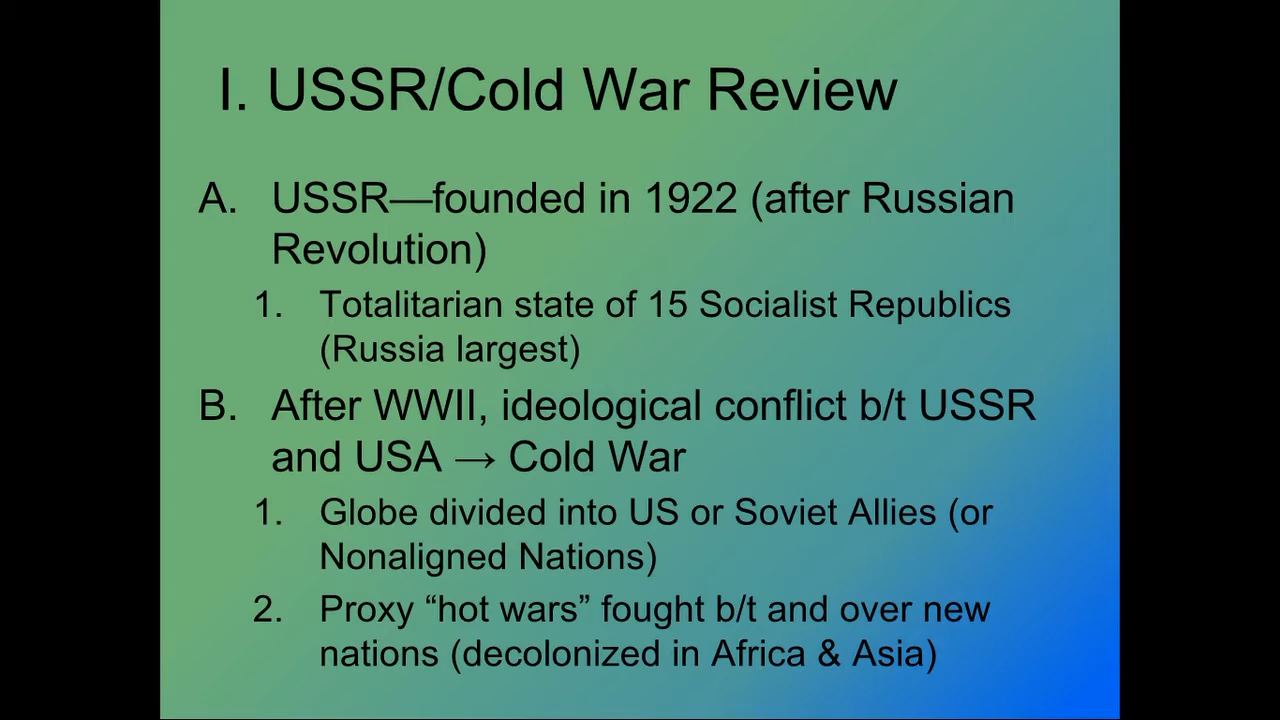 I. USSR/Cold War Review
A. USSR—founded in 1922 (after Russian
Revolution)
1. Totalitarian state of 15 Socialist Republics
(Russia largest)
B. After WWII, ideological conflict b/t USSR
and USA → Cold War
1. Globe divided into US or Soviet Allies (or
Nonaligned Nations)
2. Proxy “hot wars” fought b/t and over new
nations (decolonized in Africa & Asia)